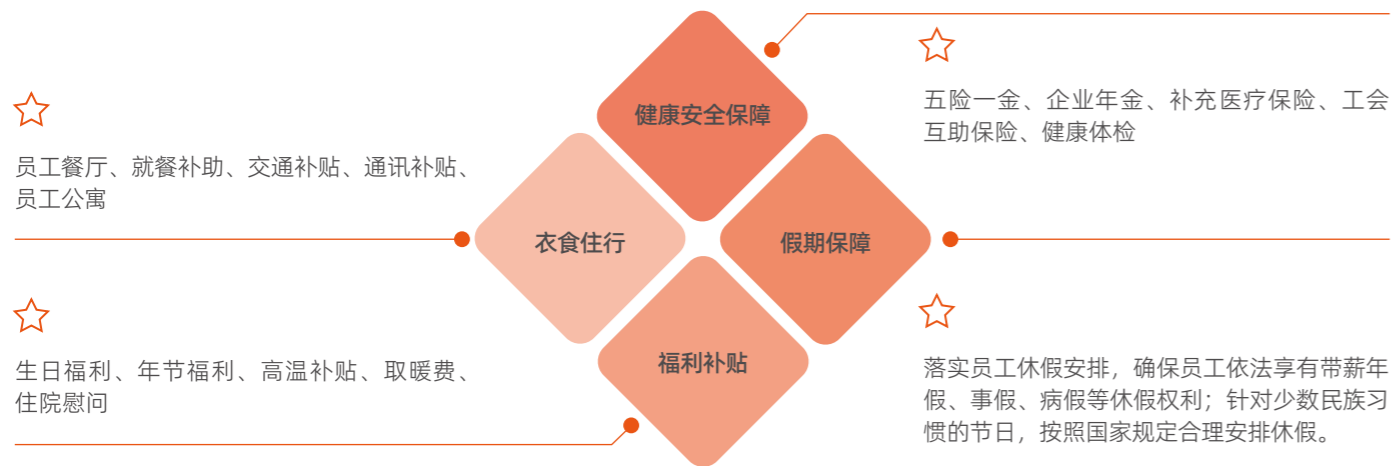 健康安全保障
五险一金、企业年金、补充医疗保险、工会
互助保险、健康体检
员工餐厅、就餐补助、交通补贴、通讯补贴、
员工公寓
衣食住行
假期保障
生日福利、年节福利、高温补贴、取暖费、
住院慰问
福利补贴
落实员工休假安排，确保员工依法享有带薪年
假、事假、病假等休假权利；针对少数民族习
惯的节日，按照国家规定合理安排休假。